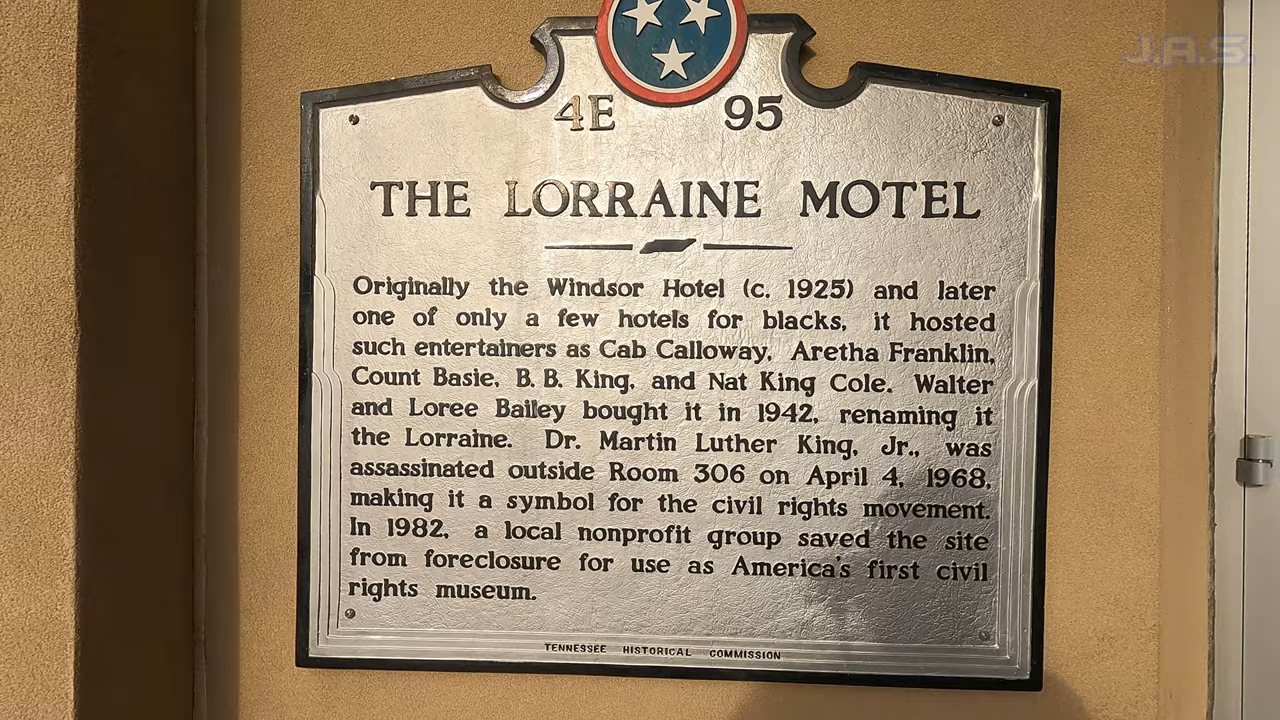 J.A.S.
4E 95
THE LORRAINE MOTEL
Originally the Windsor Hotel (c. 1925) and later
one of only a few hotels for blacks, it hosted
such entertainers as Cab Calloway, Aretha Franklin,
Count Basie, B. B. King, and Nat King Cole. Walter
and Loree Bailey bought it in 1942, renaming it
the Lorraine. Dr. Martin Luther King, Jr., was
assassinated outside Room 306 on April 4, 1968,
making it a symbol for the civil rights movement.
In 1982, a local nonprofit group saved the site
from foreclosure for use as America's first civil
rights museum.
TENNESSEE HISTORICAL COMMISSION